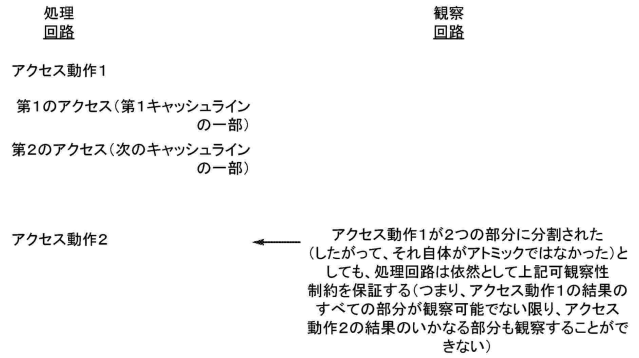 処理
回路
観察
回路
アクセス動作１
第１のアクセス（第１キャッシュライン
の一部）
第２のアクセス（次のキャッシュライン
の一部）
アクセス動作２
アクセス動作１が２つの部分に分割された
（したがって、それ自体がアトミックではなかった）と
しても、処理回路は依然として上記可観察性
制約を保証する（つまり、アクセス動作１の結果の
すべての部分が観察可能でない限り、アクセス
動作２の結果のいかなる部分も観察することがで
きない）